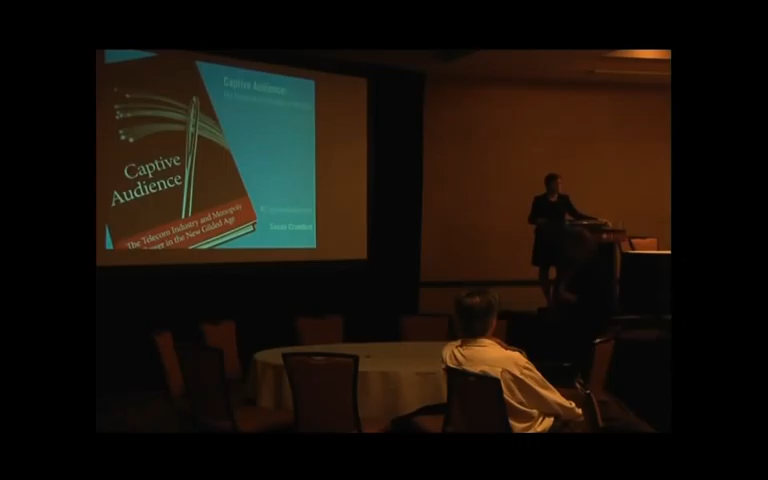 Captive Audience
Captive
Audience
The Telecom Industry and Monopoly
Power in the New Gilded Age
Susan Crawford